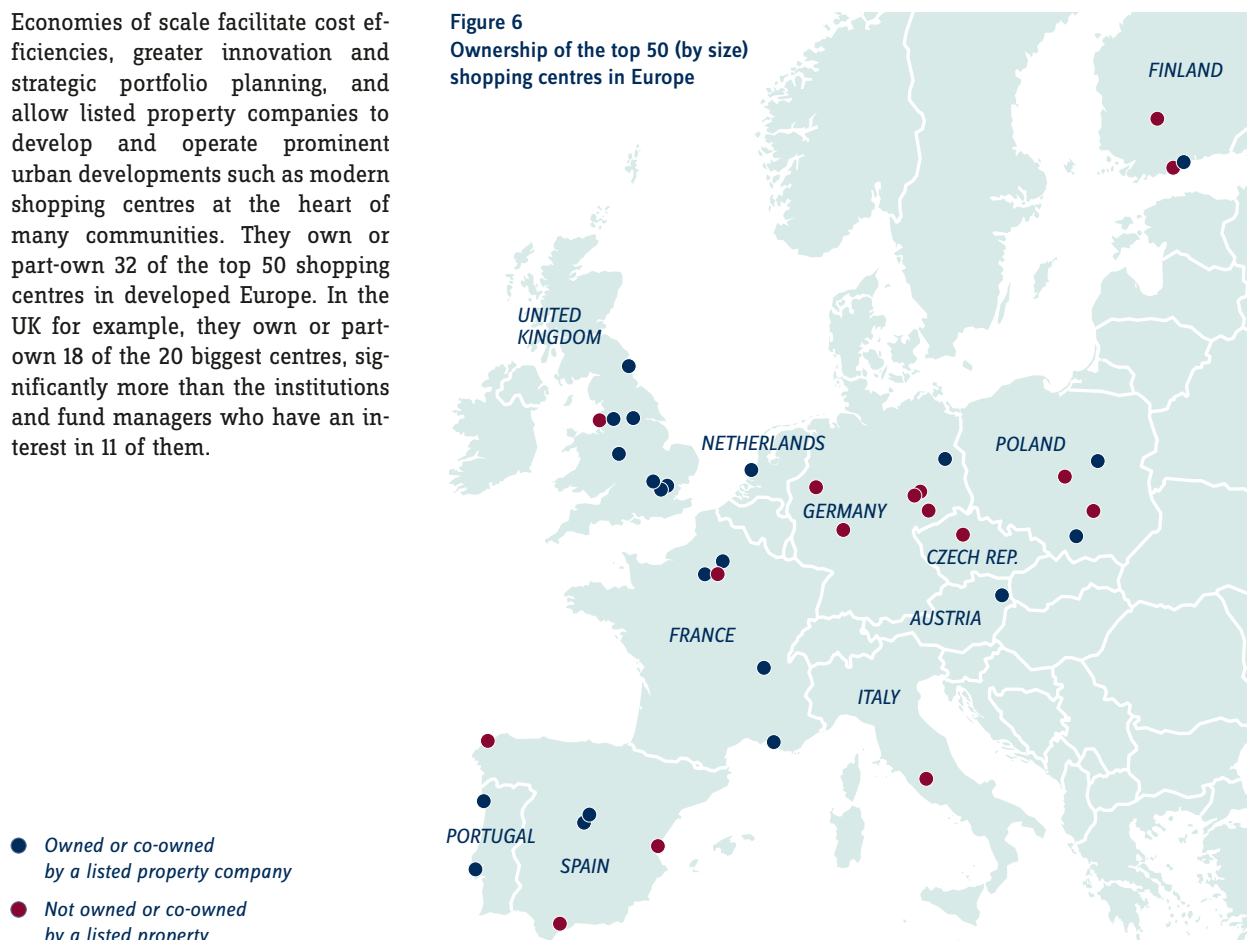 Economies of scale facilitate cost ef-
ficiencies, greater innovation and
strategic portfolio planning, and
allow listed property companies to
develop and operate prominent
urban developments such as modern
shopping centres at the heart of
many communities. They own or
part-own 32 of the top 50 shopping
centres in developed Europe. In the
UK for example, they own or part-
own 18 of the 20 biggest centres, sig-
nificantly more than the institutions
and fund managers who have an in-
terest in 11 of them.
Figure 6
Ownership of the top 50 (by size)
shopping centres in Europe
FINLAND
UNITED
KINGDOM
NETHERLANDS
POLAND
GERMANY
CZECH REP.
AUSTRIA
FRANCE
ITALY
PORTUGAL
SPAIN
Owned or co-owned
by a listed property company
Not owned or co-owned
by a listed property